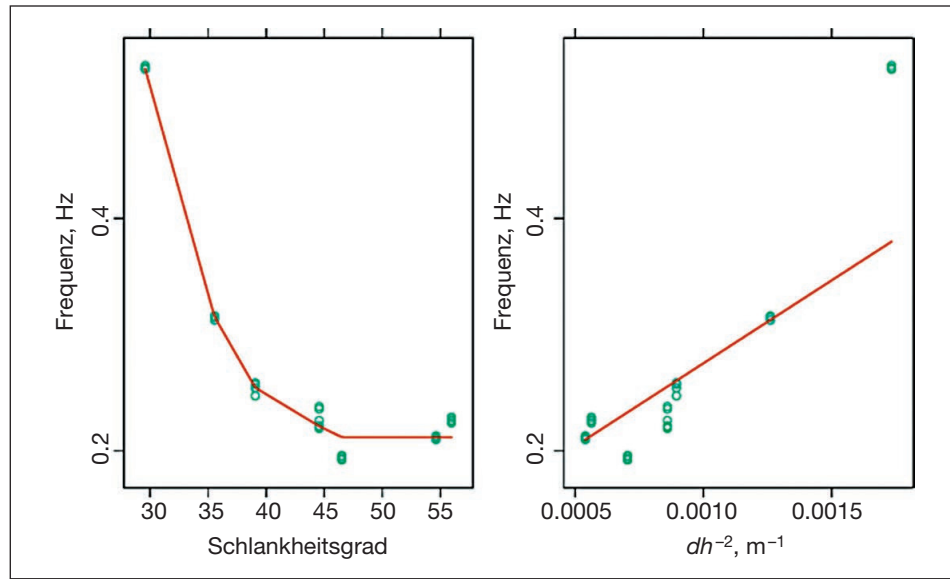 Frequenz, Hz
0.4
0.2
30 35 40 45 50 55
Schlankheitsgrad
Frequenz, Hz
0.4
0.2
0.0005 0.0010 0.0015
dh⁻², m⁻¹